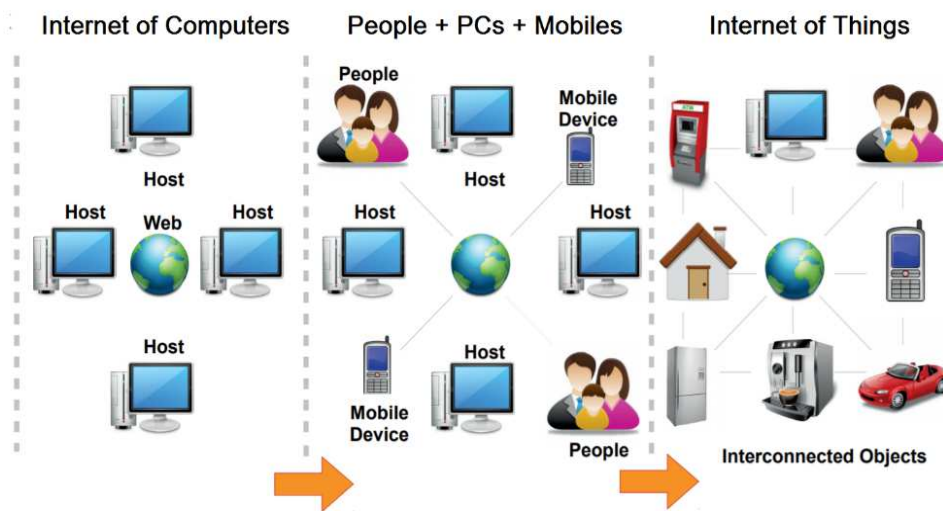 Internet of Computers
People + PCs + Mobiles
Internet of Things
Host
Host
Web
Host
Host
People
Host
Mobile
Device
Host
Host
Host
Mobile
Device
People
ATM
Interconnected Objects